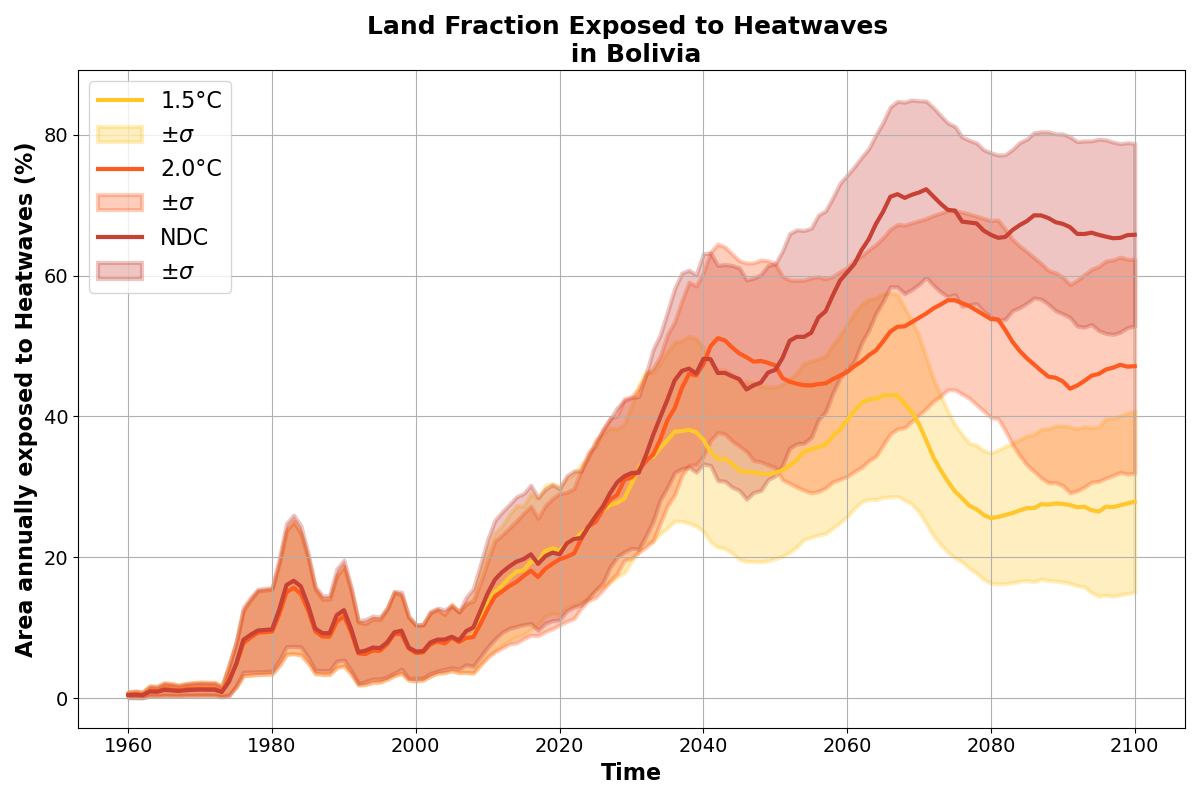 Land Fraction Exposed to Heatwaves
in Bolivia
Area annually exposed to Heatwaves (%)
80
60
40
20
0
1.5°C
±σ
2.0°C
±σ
NDC
±σ
1960
1980
2000
2020
2040
2060
2080
2100
Time